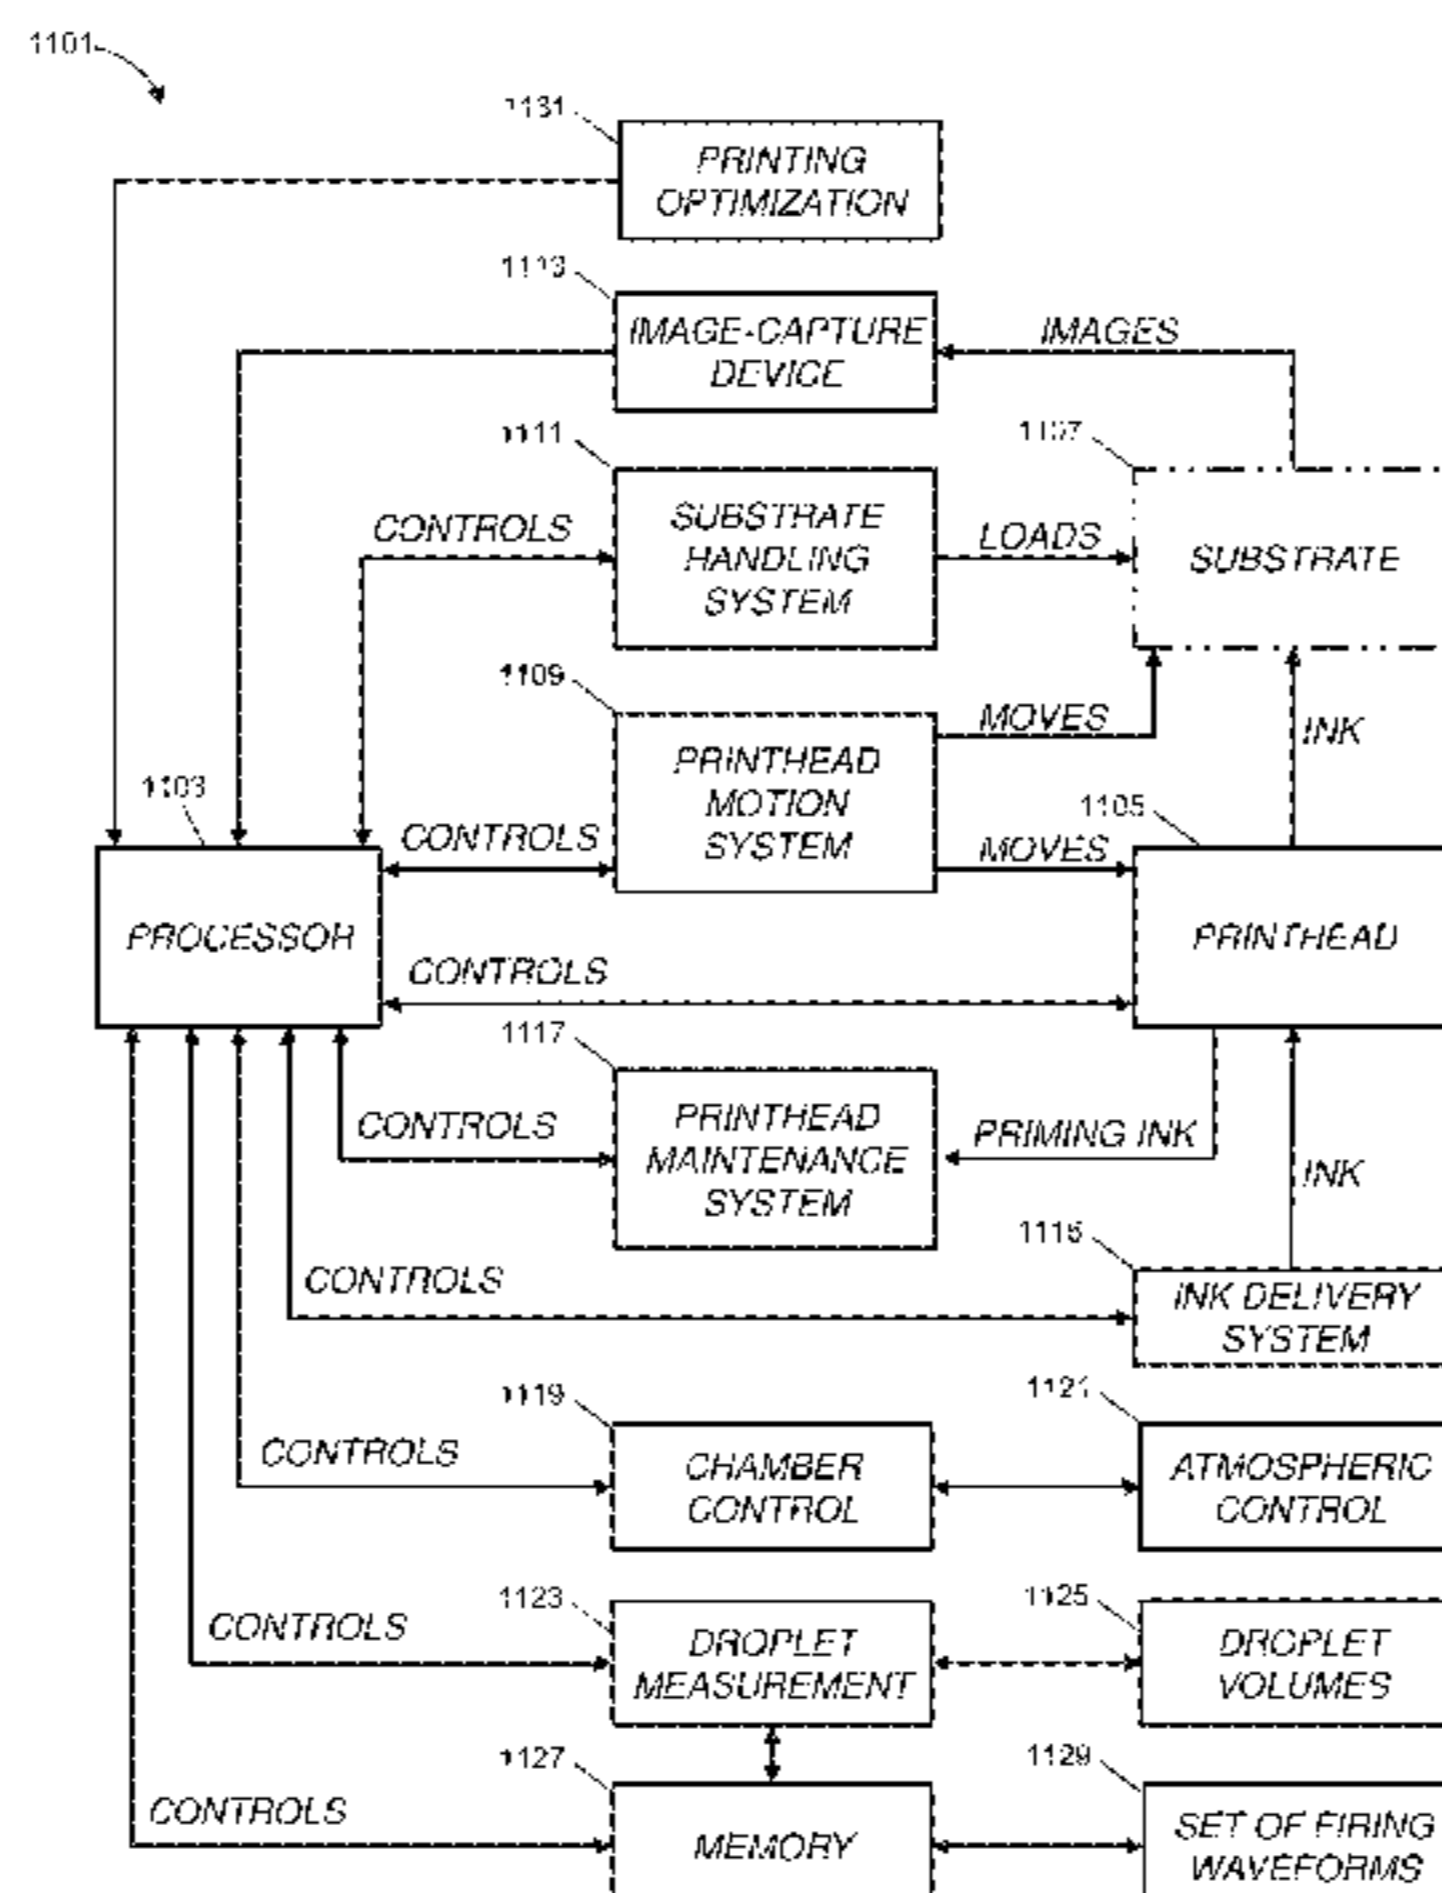 1101
1131
PRINTING
OPTIMIZATION
1113
IMAGE-CAPTURE
DEVICE
IMAGES
1111
1107
SUBSTRATE
HANDLING
SYSTEM
CONTROLS
LOADS
SUBSTRATE
1109
PRINTHEAD
MOTION
SYSTEM
MOVES
INK
1103
1105
CONTROLS
MOVES
PROCESSOR
PRINTHEAD
CONTROLS
1117
PRINTHEAD
MAINTENANCE
SYSTEM
CONTROLS
PRIMING INK
INK
1115
CONTROLS
INK DELIVERY
SYSTEM
1119
1121
CONTROLS
CHAMBER
CONTROL
ATMOSPHERIC
CONTROL
1123
1125
CONTROLS
DROPLET
MEASUREMENT
DROPLET
VOLUMES
1127
1129
CONTROLS
MEMORY
SET OF FIRING
WAVEFORMS